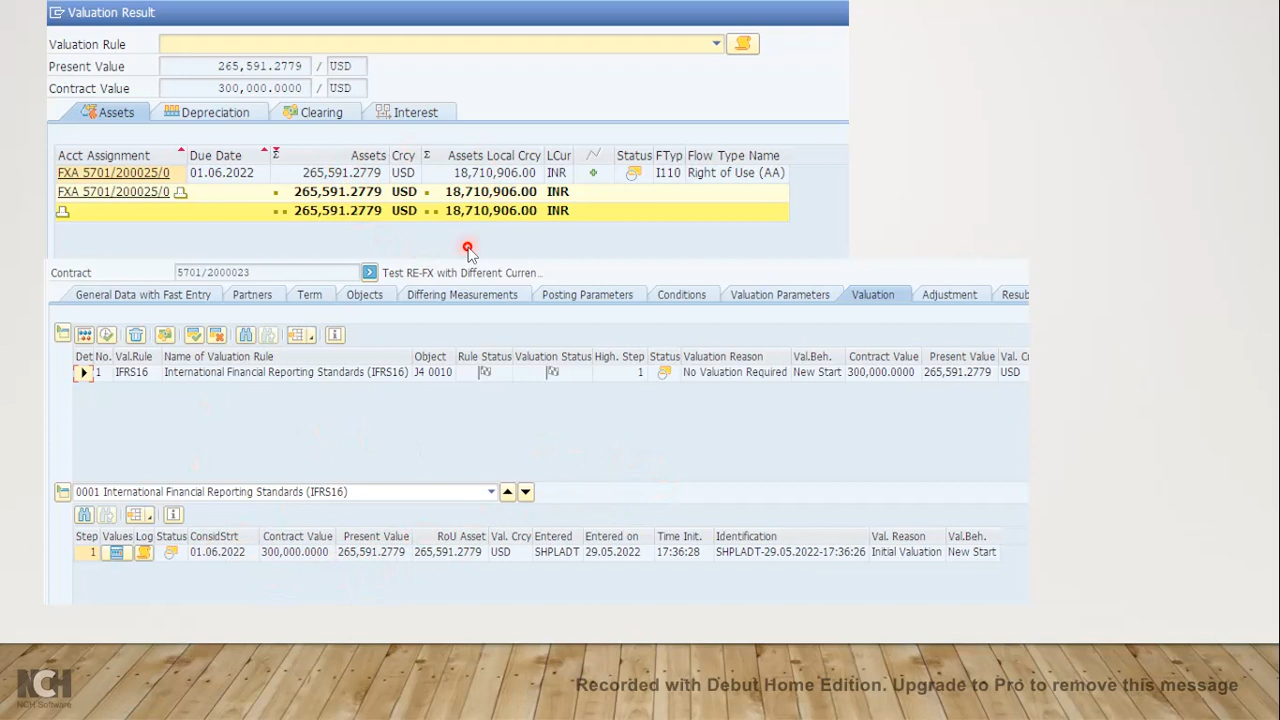 Valuation Result
Valuation Rule
Present Value 265,591.2779 / USD
Contract Value 300,000.0000 / USD
Assets Depreciation Clearing Interest
Acct Assignment Due Date Σ Assets Crcy Σ Assets Local Crcy LCur Status FTyp Flow Type Name
FXA 5701/200025/0 01.06.2022 265,591.2779 USD 18,710,906.00 INR I110 Right of Use (AA)
FXA 5701/200025/0 265,591.2779 USD 18,710,906.00 INR
265,591.2779 USD 18,710,906.00 INR
Contract 5701/2000023 Test RE-FX with Different Curren...
General Data with Fast Entry Partners Term Objects Differing Measurements Posting Parameters Conditions Valuation Parameters Valuation Adjustment Resub
Det No. Val.Rule Name of Valuation Rule Object Rule Status Valuation Status High. Step Status Valuation Reason Val.Beh. Contract Value Present Value Val. C
1 IFRS16 International Financial Reporting Standards (IFRS16) J4 0010 1 No Valuation Required New Start 300,000.0000 265,591.2779 USD
0001 International Financial Reporting Standards (IFRS16)
Step Values Log Status ConsidStrt Contract Value Present Value RoU Asset Val. Crcy Entered Entered on Time Init. Identification Val. Reason Val.Beh.
1 01.06.2022 300,000.0000 265,591.2779 265,591.2779 USD SHPLADT 29.05.2022 17:36:28 SHPLADT-29.05.2022-17:36:26 Initial Valuation New Start
NCH
NCH Software
Recorded with Debut Home Edition. Upgrade to Pro to remove this message